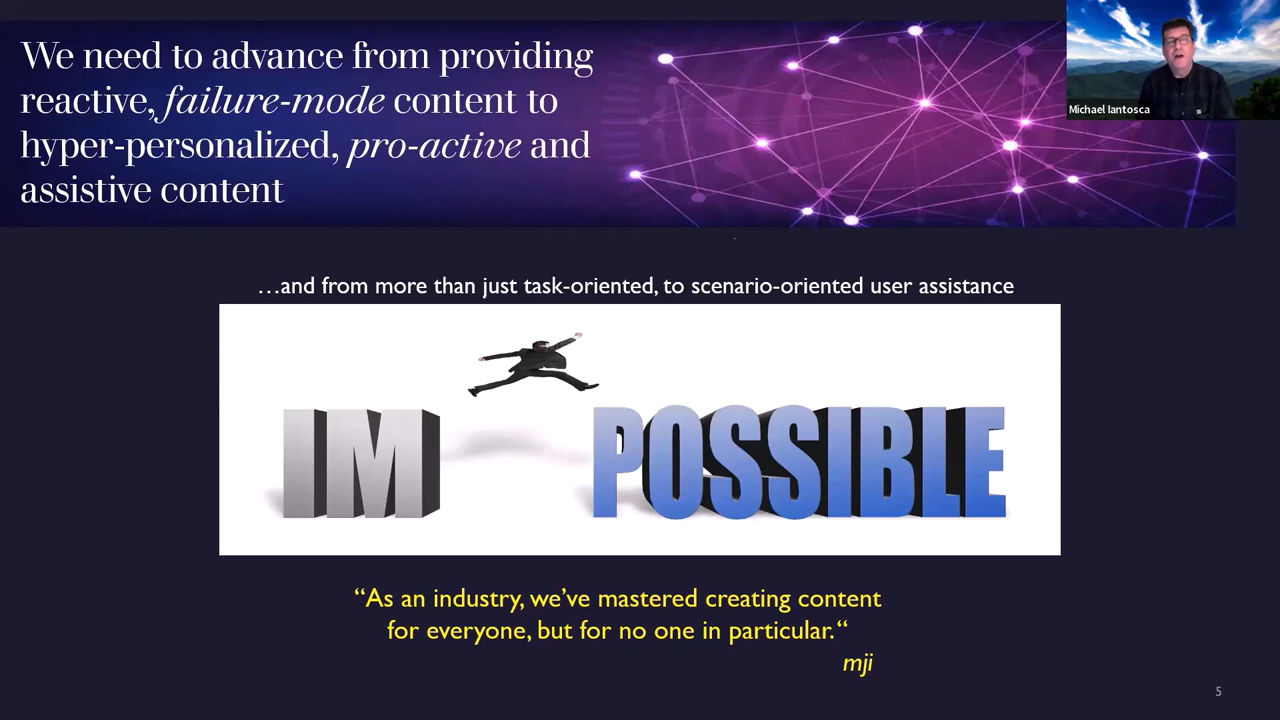 We need to advance from providing
reactive, failure-mode content to
hyper-personalized, pro-active and
assistive content
Michael Iantosca
…and from more than just task-oriented, to scenario-oriented user assistance
IM POSSIBLE
“As an industry, we’ve mastered creating content
for everyone, but for no one in particular.“
mji
5